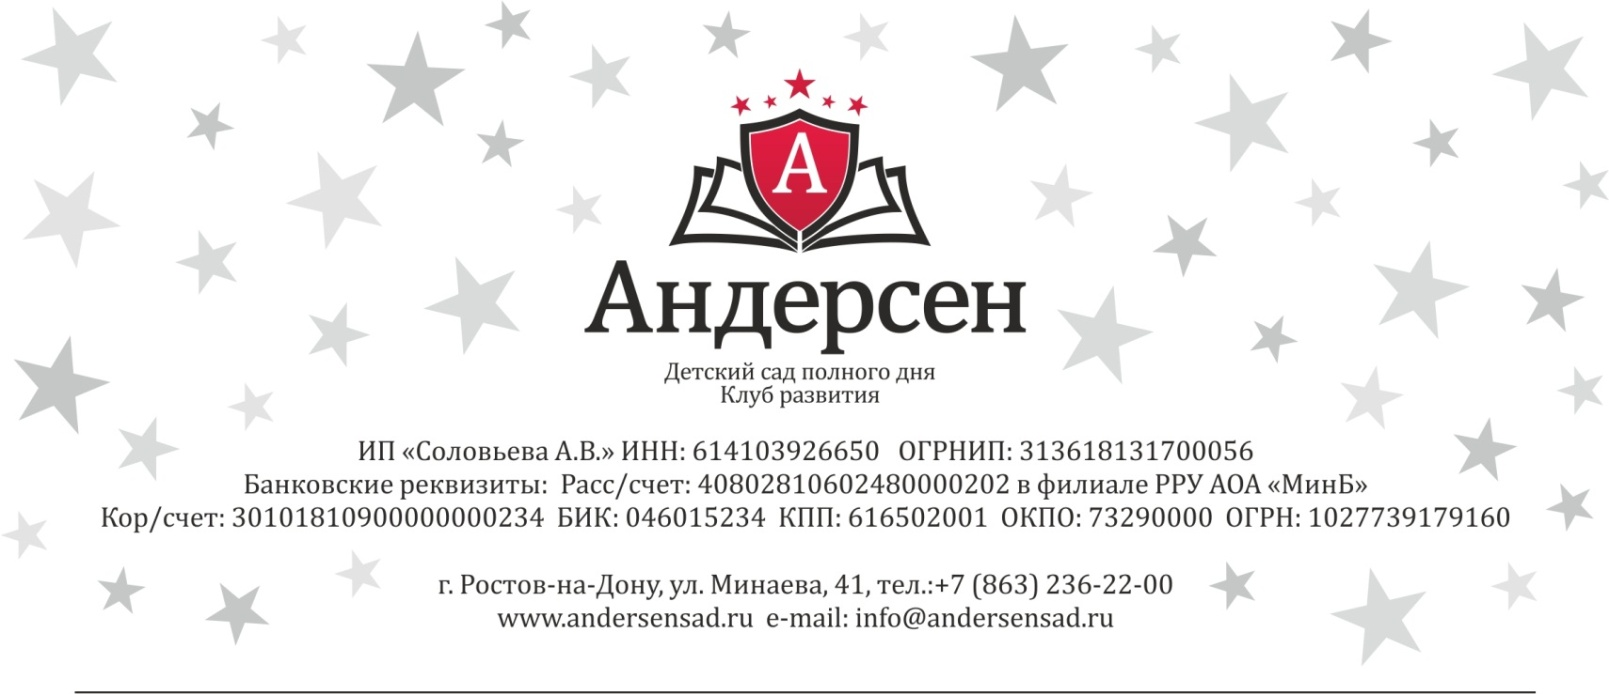 А
Андерсен
Детский сад полного дня
Клуб развития
ИП «Соловьева А.В.» ИНН: 614103926650 ОГРНИП: 313618131700056
Банковские реквизиты: Расс/счет: 40802810602480000202 в филиале РРУ АОА «МинБ»
Кор/счет: 30101810900000000234 БИК: 046015234 КПП: 616502001 ОКПО: 73290000 ОГРН: 1027739179160
г. Ростов-на-Дону, ул. Минаева, 41, тел.:+7 (863) 236-22-00
www.andersensad.ru e-mail: info@andersensad.ru